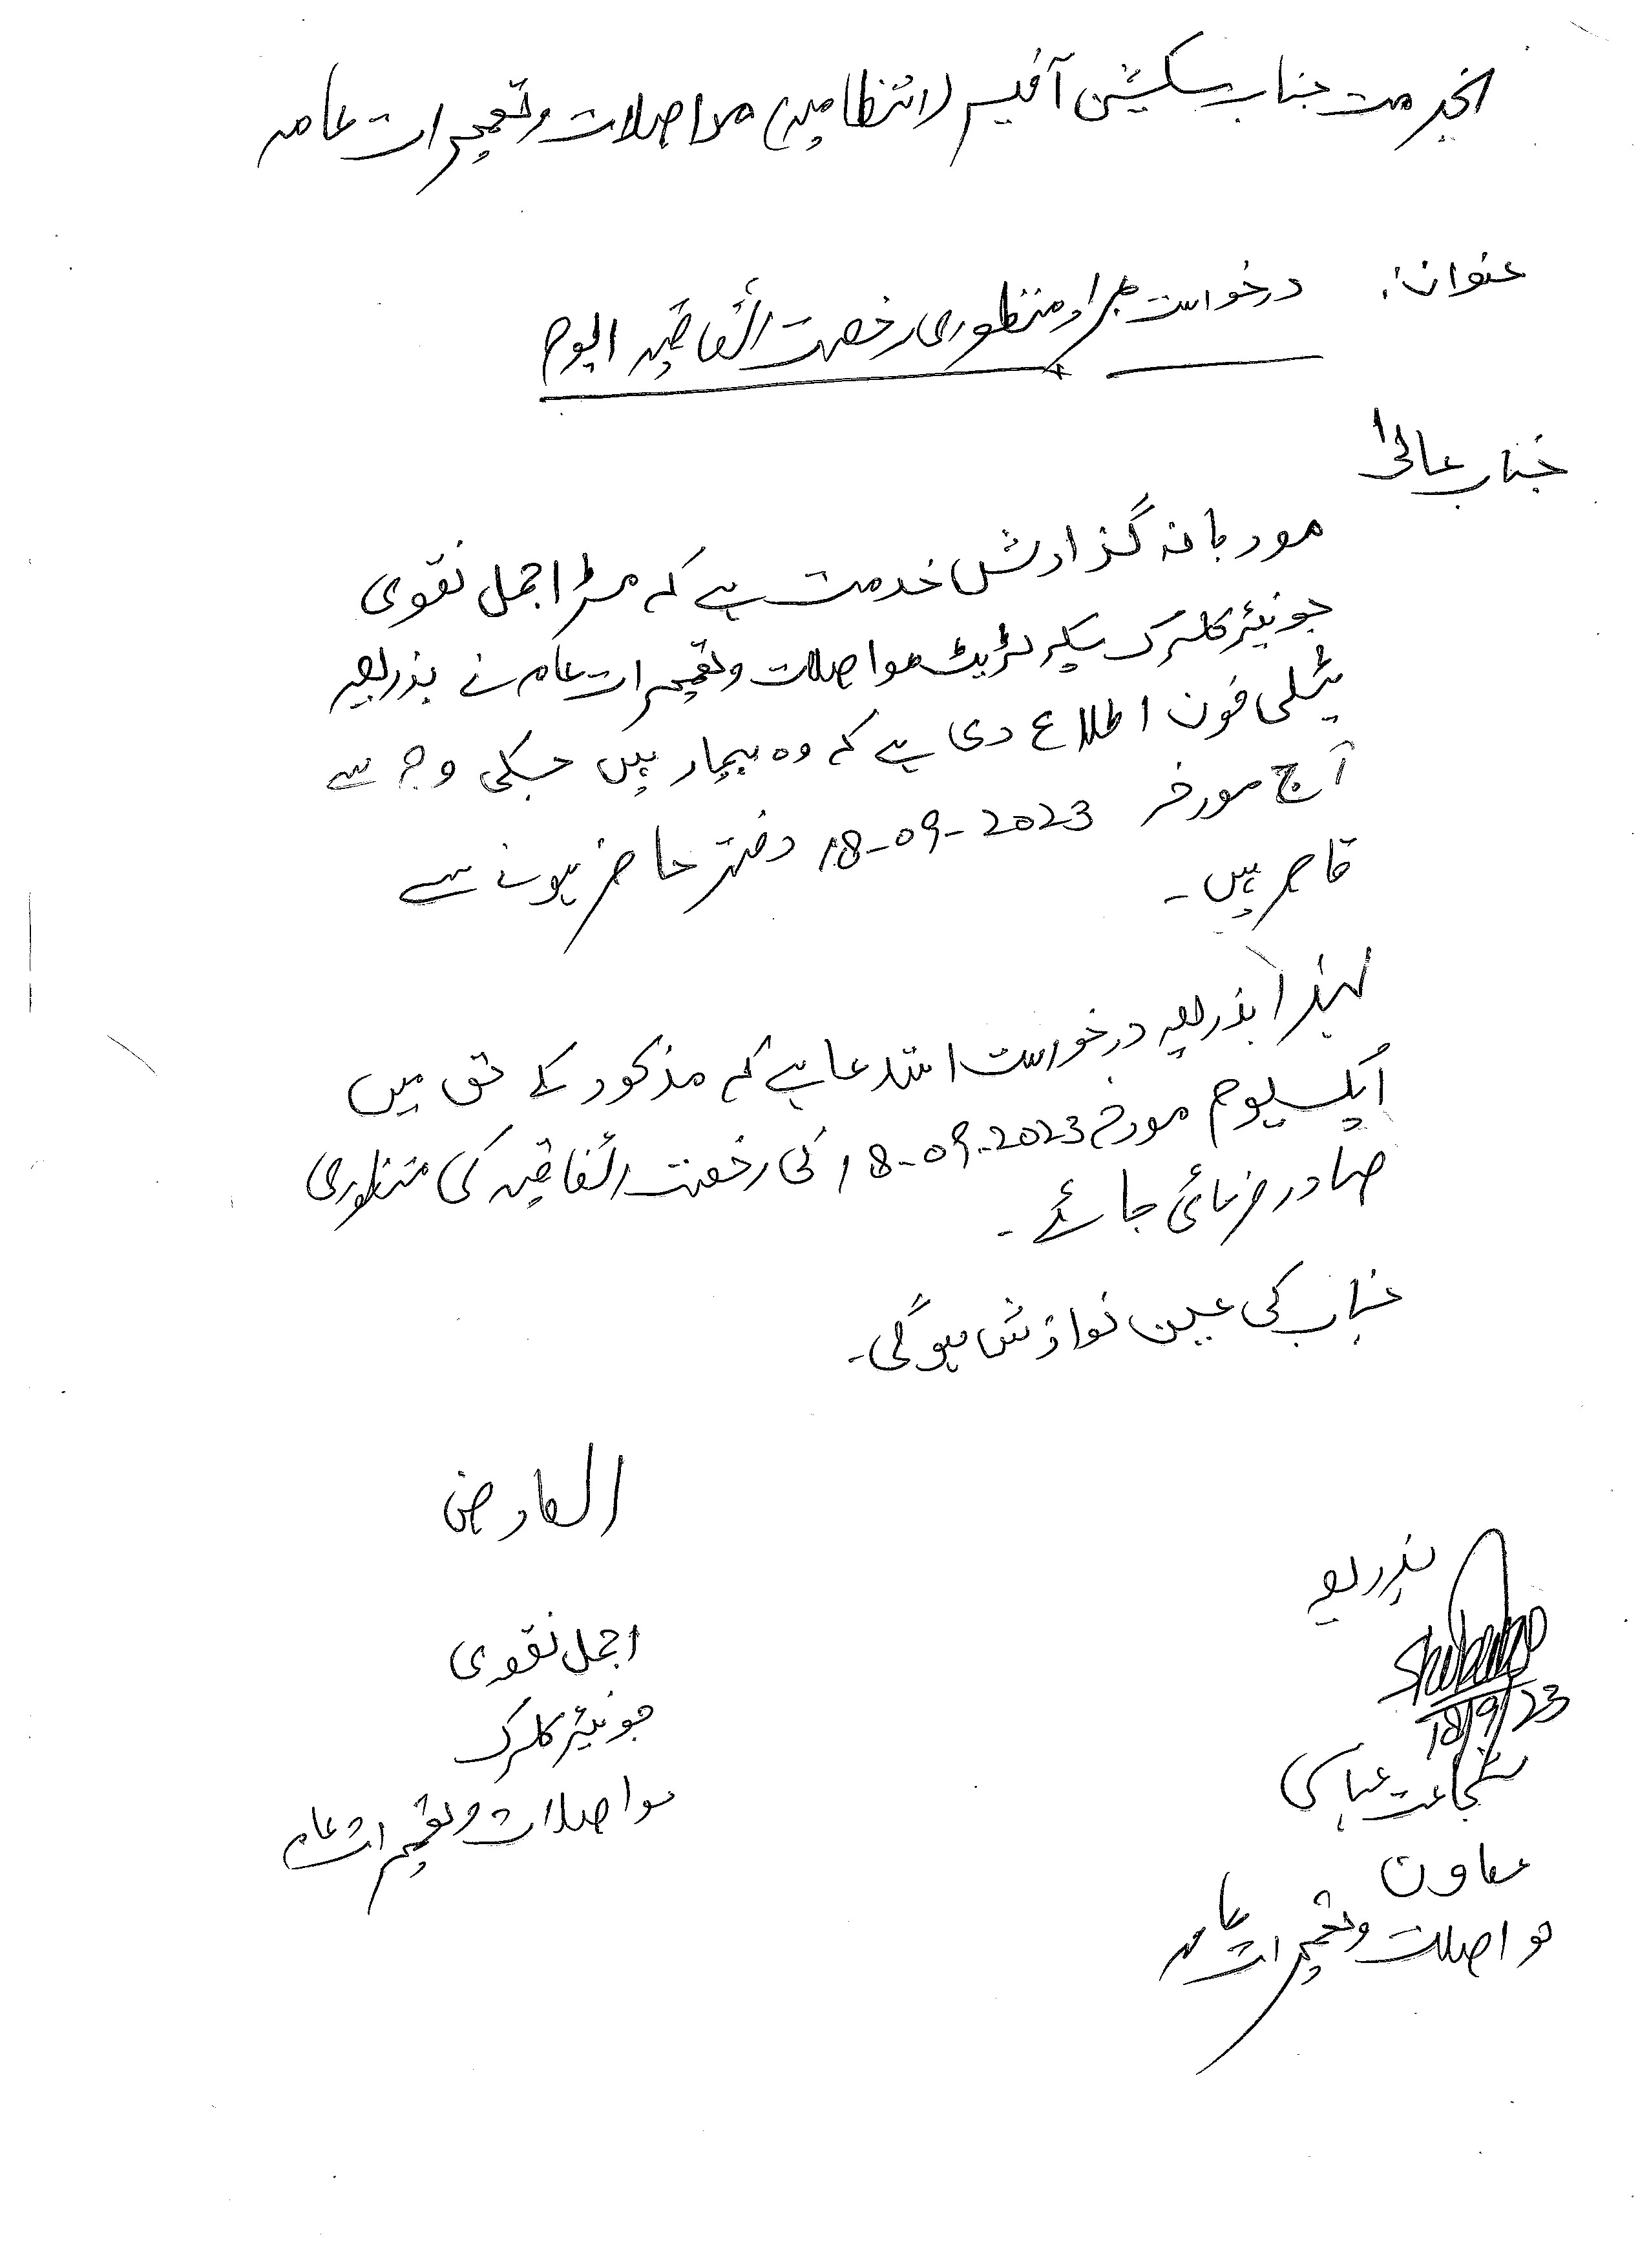 بخدمت جناب سیکشن آفیسر (انتظامیہ) مواصلات و تعمیرات عامہ
عنوان: درخواست بمراد منظوری رخصت اتفاقیہ الیوم
جناب عالیٰ
مودبانہ گذارش خدمت ہے کہ مسٹر اجمل نقوی
جونیئر کلرک سیکرٹریٹ مواصلات و تعمیرات عامہ نے بذریعہ
ٹیلی فون اطلاع دی ہے کہ وہ بیمار ہیں جسکی وجہ سے
آج مورخہ 18-09-2023 دفتر حاضر ہونے سے
قاصر ہیں۔
لہذا بذریعہ درخواست استدعا ہے کہ مذکور کے حق میں
ایک یوم مورخہ 18-09-2023 کی رخصت اتفاقیہ کی منظوری
صادر فرمائی جائے۔
جناب کی عین نوازش ہوگی۔
العارض
اجمل نقوی
جونیئر کلرک
مواصلات و تعمیرات عامہ
بذریعہ
18/9/23
شجاعت عباسی
معاون
مواصلات و تعمیرات عامہ